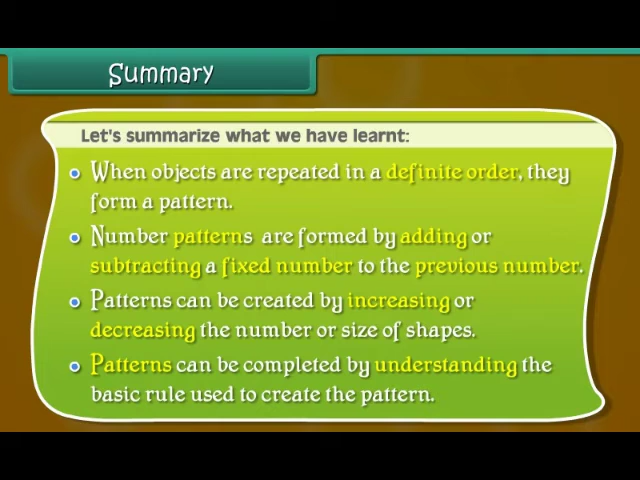 Summary
Let's summarize what we have learnt:
• When objects are repeated in a definite order, they
form a pattern.
• Number patterns are formed by adding or
subtracting a fixed number to the previous number.
• Patterns can be created by increasing or
decreasing the number or size of shapes.
• Patterns can be completed by understanding the
basic rule used to create the pattern.